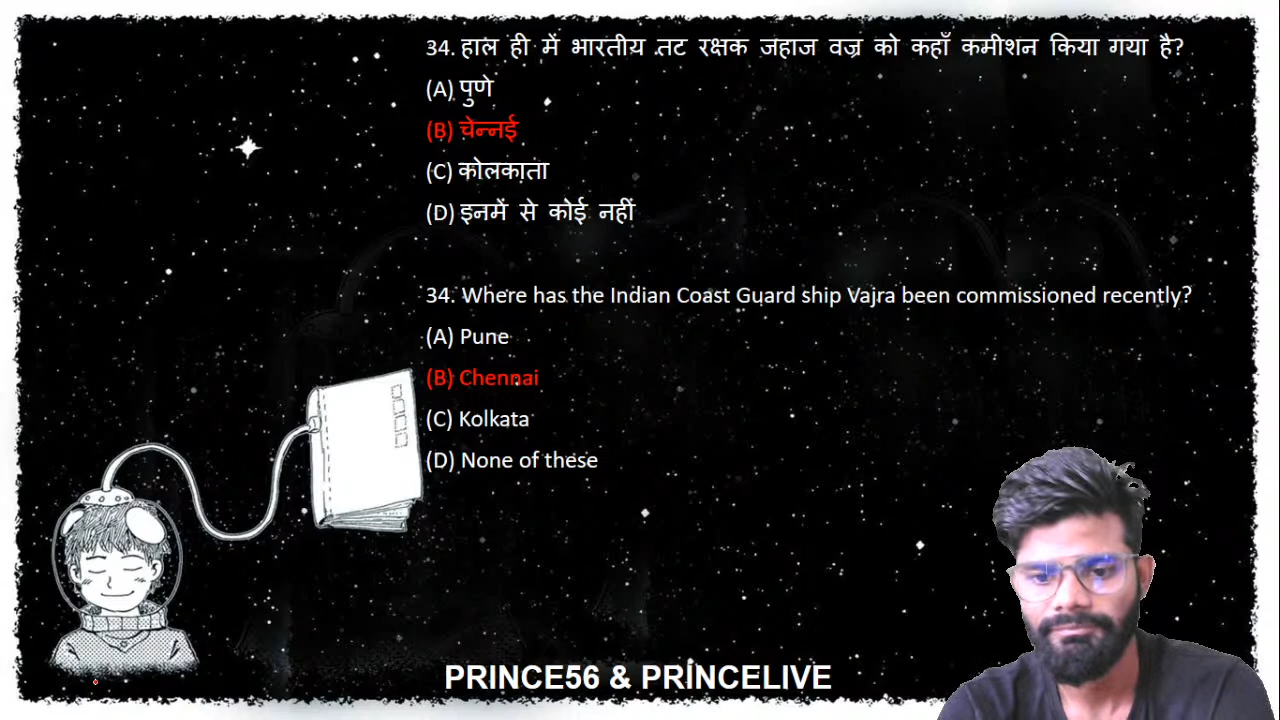 34. हाल ही में भारतीय तट रक्षक जहाज वज्र को कहाँ कमीशन किया गया है?
(A) पुणे
(B) चेन्नई
(C) कोलकाता
(D) इनमें से कोई नहीं
34. Where has the Indian Coast Guard ship Vajra been commissioned recently?
(A) Pune
(B) Chennai
(C) Kolkata
(D) None of these
PRINCE56 & PRINCELIVE